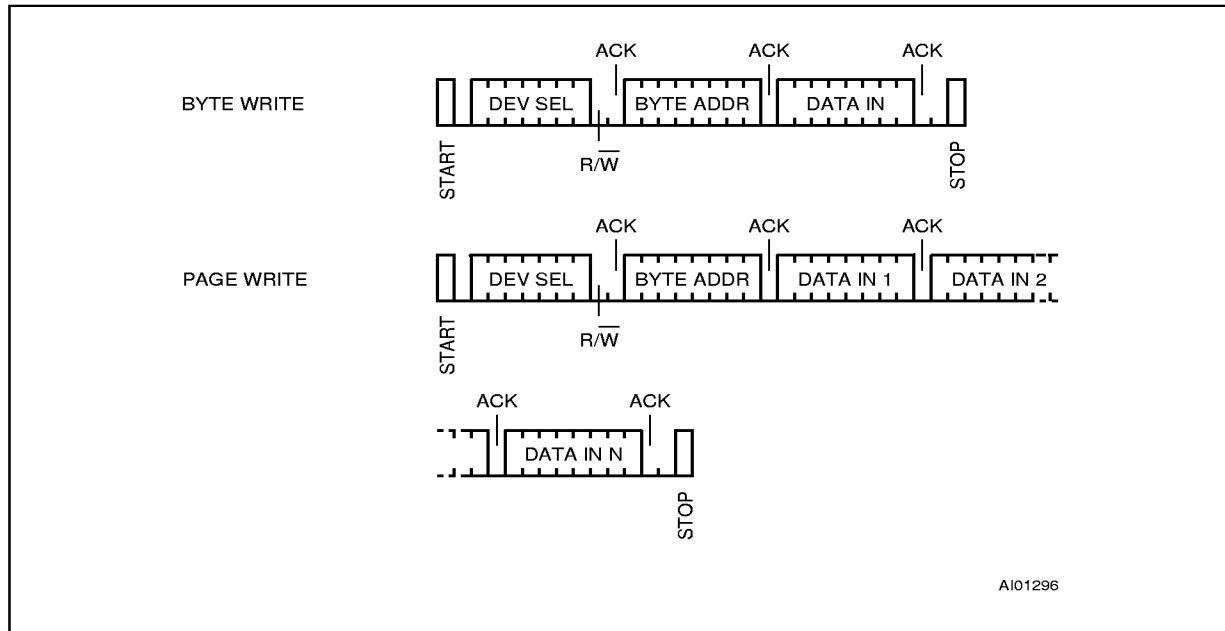 ACK ACK ACK
BYTE WRITE DEV SEL BYTE ADDR DATA IN
R/W̅
START STOP
ACK ACK ACK
PAGE WRITE DEV SEL BYTE ADDR DATA IN 1 DATA IN 2
R/W̅
START
ACK ACK
DATA IN N
STOP
AI01296